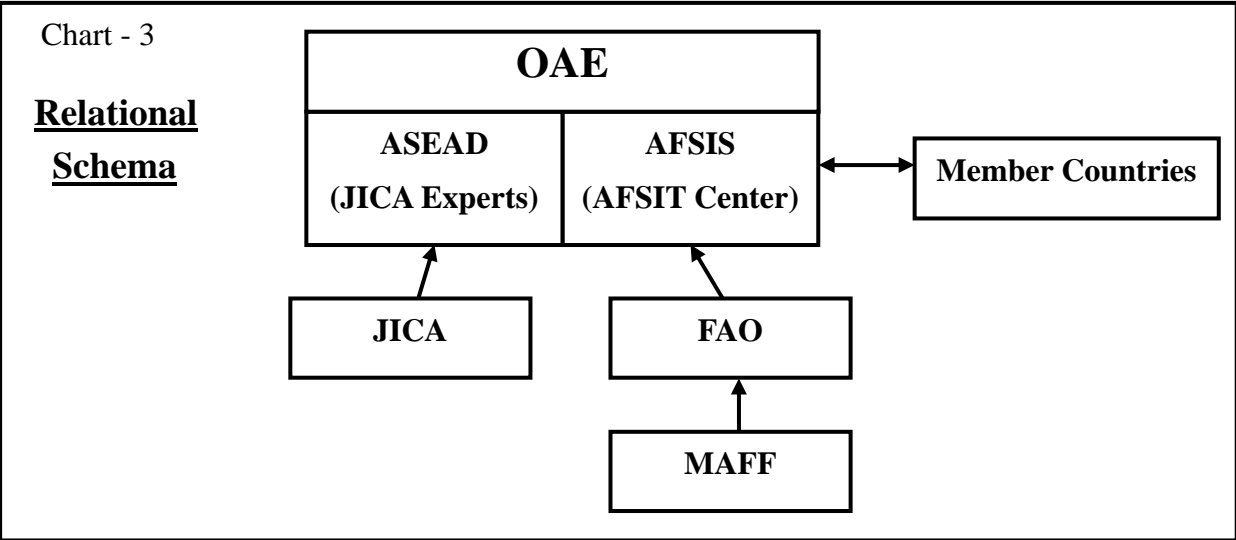 Chart - 3
Relational
Schema
OAE
ASEAD
(JICA Experts)
AFSIS
(AFSIT Center)
Member Countries
JICA
FAO
MAFF